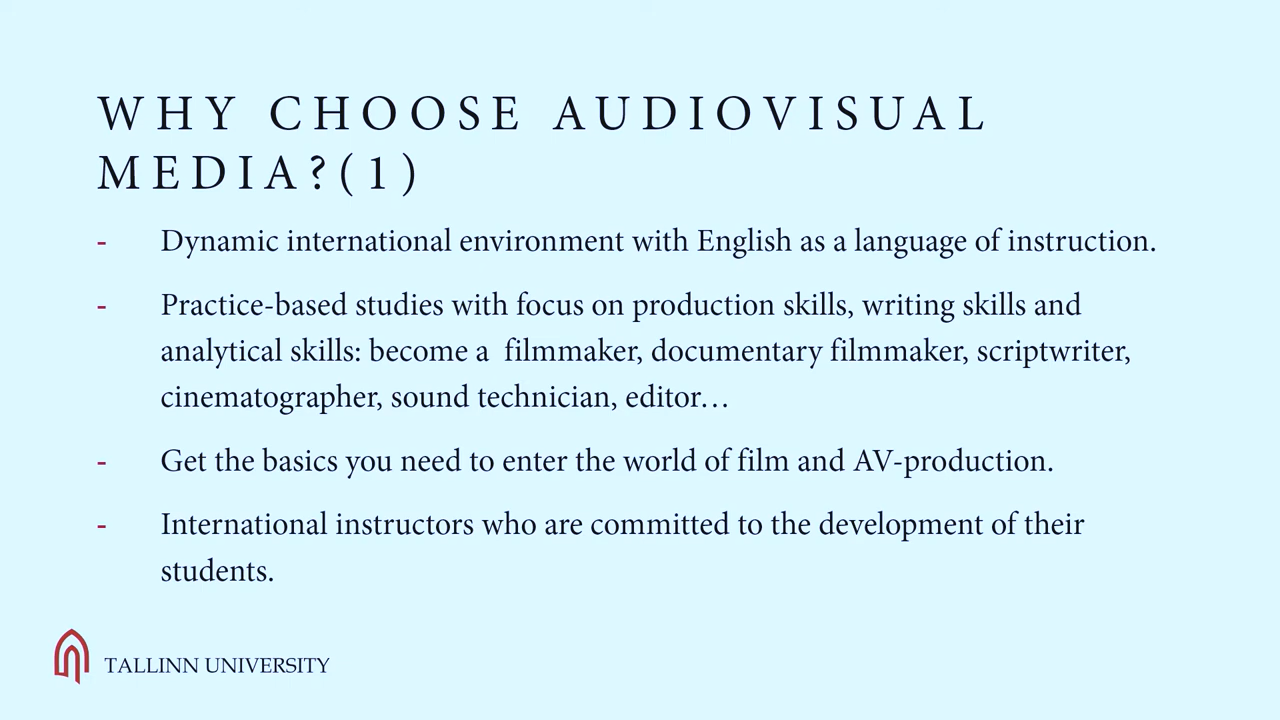 WHY CHOOSE AUDIOVISUAL
MEDIA?(1)
- Dynamic international environment with English as a language of instruction.
- Practice-based studies with focus on production skills, writing skills and
analytical skills: become a  filmmaker, documentary filmmaker, scriptwriter,
cinematographer, sound technician, editor…
- Get the basics you need to enter the world of film and AV-production.
- International instructors who are committed to the development of their
students.
TALLINN UNIVERSITY